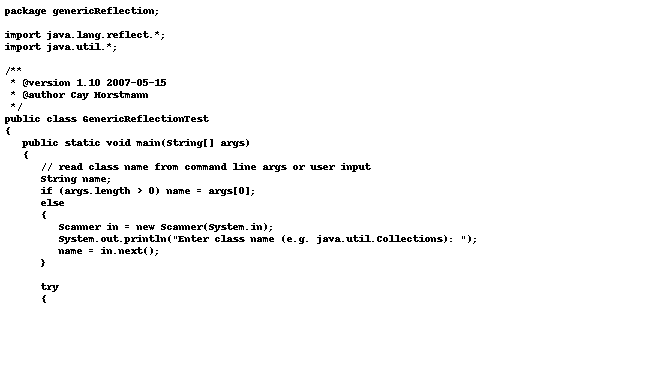 package genericReflection;

import java.lang.reflect.*;
import java.util.*;

/**
 * @version 1.10 2007-05-15
 * @author Cay Horstmann
 */
public class GenericReflectionTest
{
   public static void main(String[] args)
   {
      // read class name from command line args or user input
      String name;
      if (args.length > 0) name = args[0];
      else
      {
         Scanner in = new Scanner(System.in);
         System.out.println("Enter class name (e.g. java.util.Collections): ");
         name = in.next();
      }

      try
      {